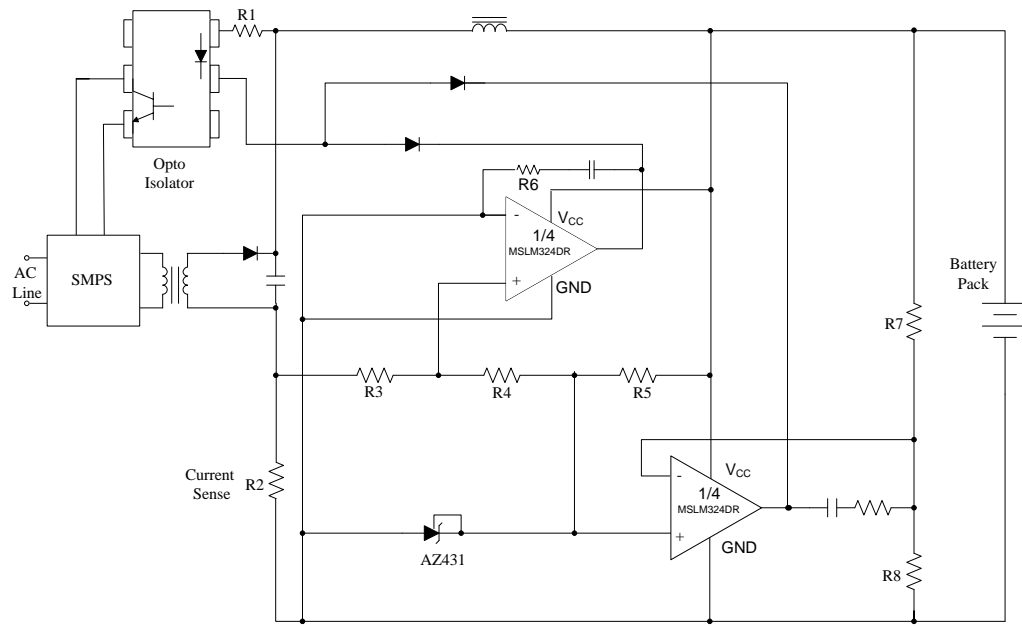 R1
Opto
Isolator
R6
-
VCC
1/4
MSLM324DR
+
GND
AC
Line
SMPS
Battery
Pack
R7
R3
R4
R5
Current
Sense
R2
-
VCC
1/4
MSLM324DR
+
GND
AZ431
R8